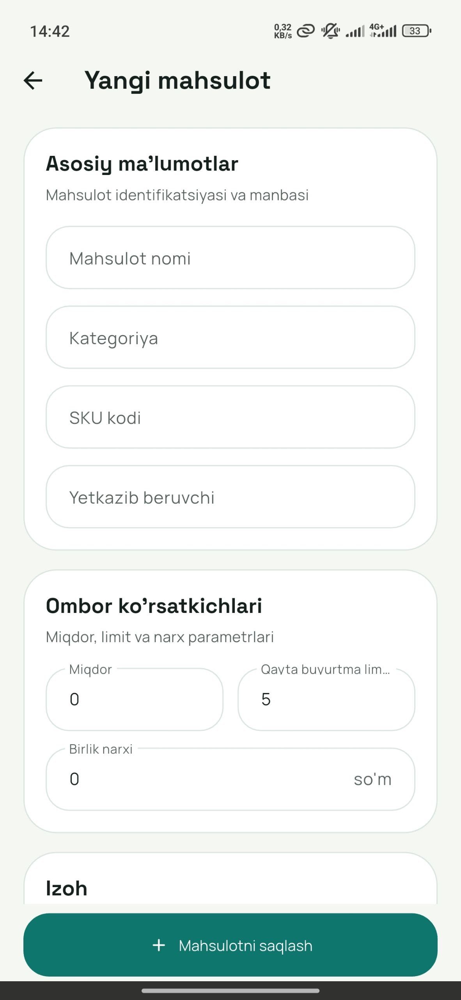 14:42
0,32 KB/s 4G+ 33
Yangi mahsulot
Asosiy ma’lumotlar
Mahsulot identifikatsiyasi va manbasi
Mahsulot nomi
Kategoriya
SKU kodi
Yetkazib beruvchi
Ombor ko’rsatkichlari
Miqdor, limit va narx parametrlari
Miqdor
0
Qayta buyurtma lim...
5
Birlik narxi
0 so'm
Izoh
+ Mahsulotni saqlash